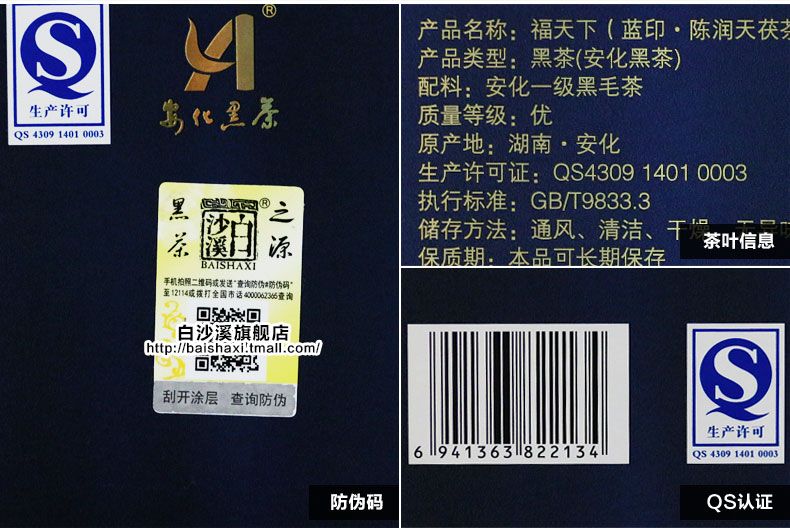 生产许可
QS 4309 1401 0003
®
安化黑茶
黑茶
白沙溪
®
之源
BAISHAXI
手机拍照二维码或发送"查询防伪#防伪码"
至12114或拨打全国市话4000062365查询
白沙溪旗舰店
http://baishaxi.tmall.com/
刮开涂层 查询防伪
防伪码
产品名称：福天下（蓝印·陈润天茯茶
产品类型：黑茶(安化黑茶)
配料：安化一级黑毛茶
质量等级：优
原产地：湖南·安化
生产许可证：QS4309 1401 0003
执行标准：GB/T9833.3
储存方法：通风、清洁、干燥、无异味
保质期：本品可长期保存
茶叶信息
6 941363 822134
生产许可
QS 4309 1401 0003
QS认证